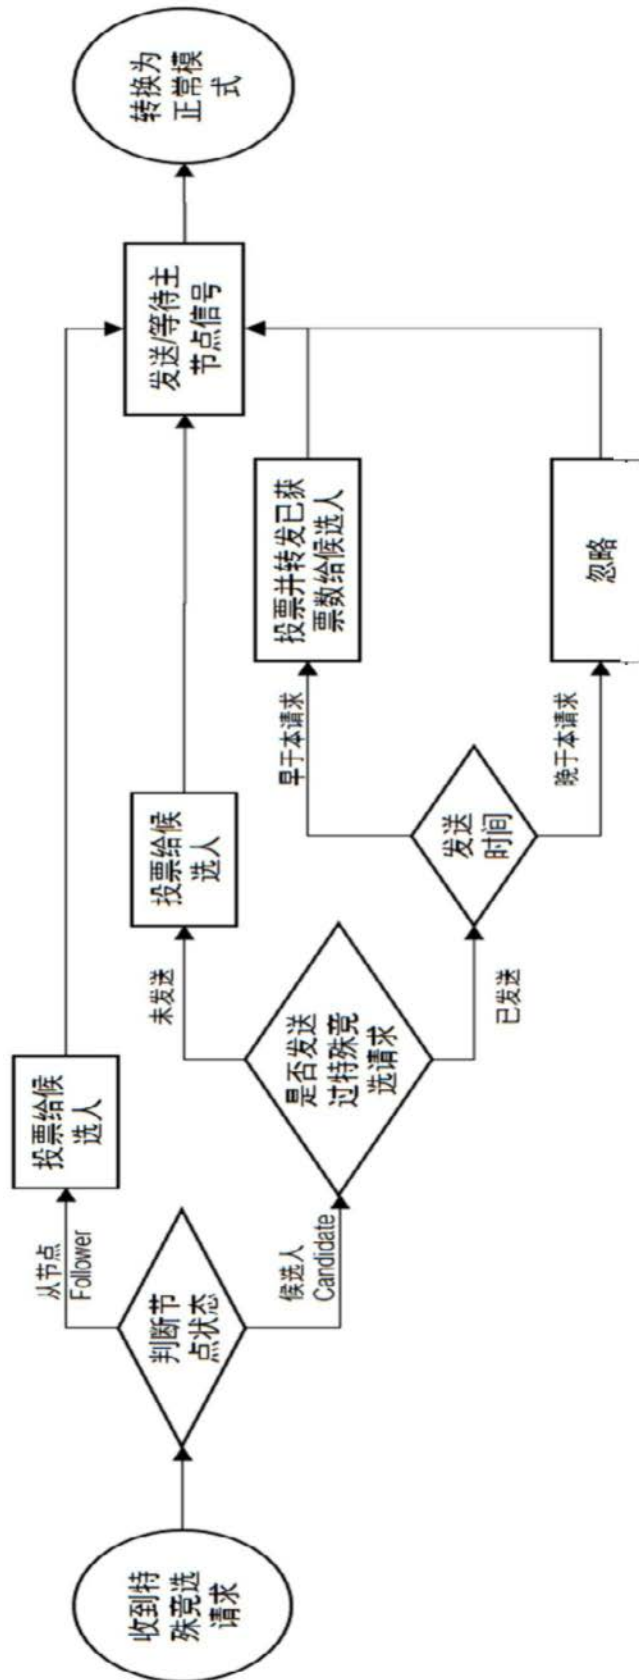 收到特
殊竞选
请求
判断节
点状态
从节点
Follower
投票给候
选人
候选人
Candidate
是否发送
过特殊竞
选请求
未发送
投票给候
选人
已发送
发送
时间
早于本请求
投票并转发已获
票数给候选人
晚于本请求
忽略
发送/等待主
节点信号
转换为
正常模
式